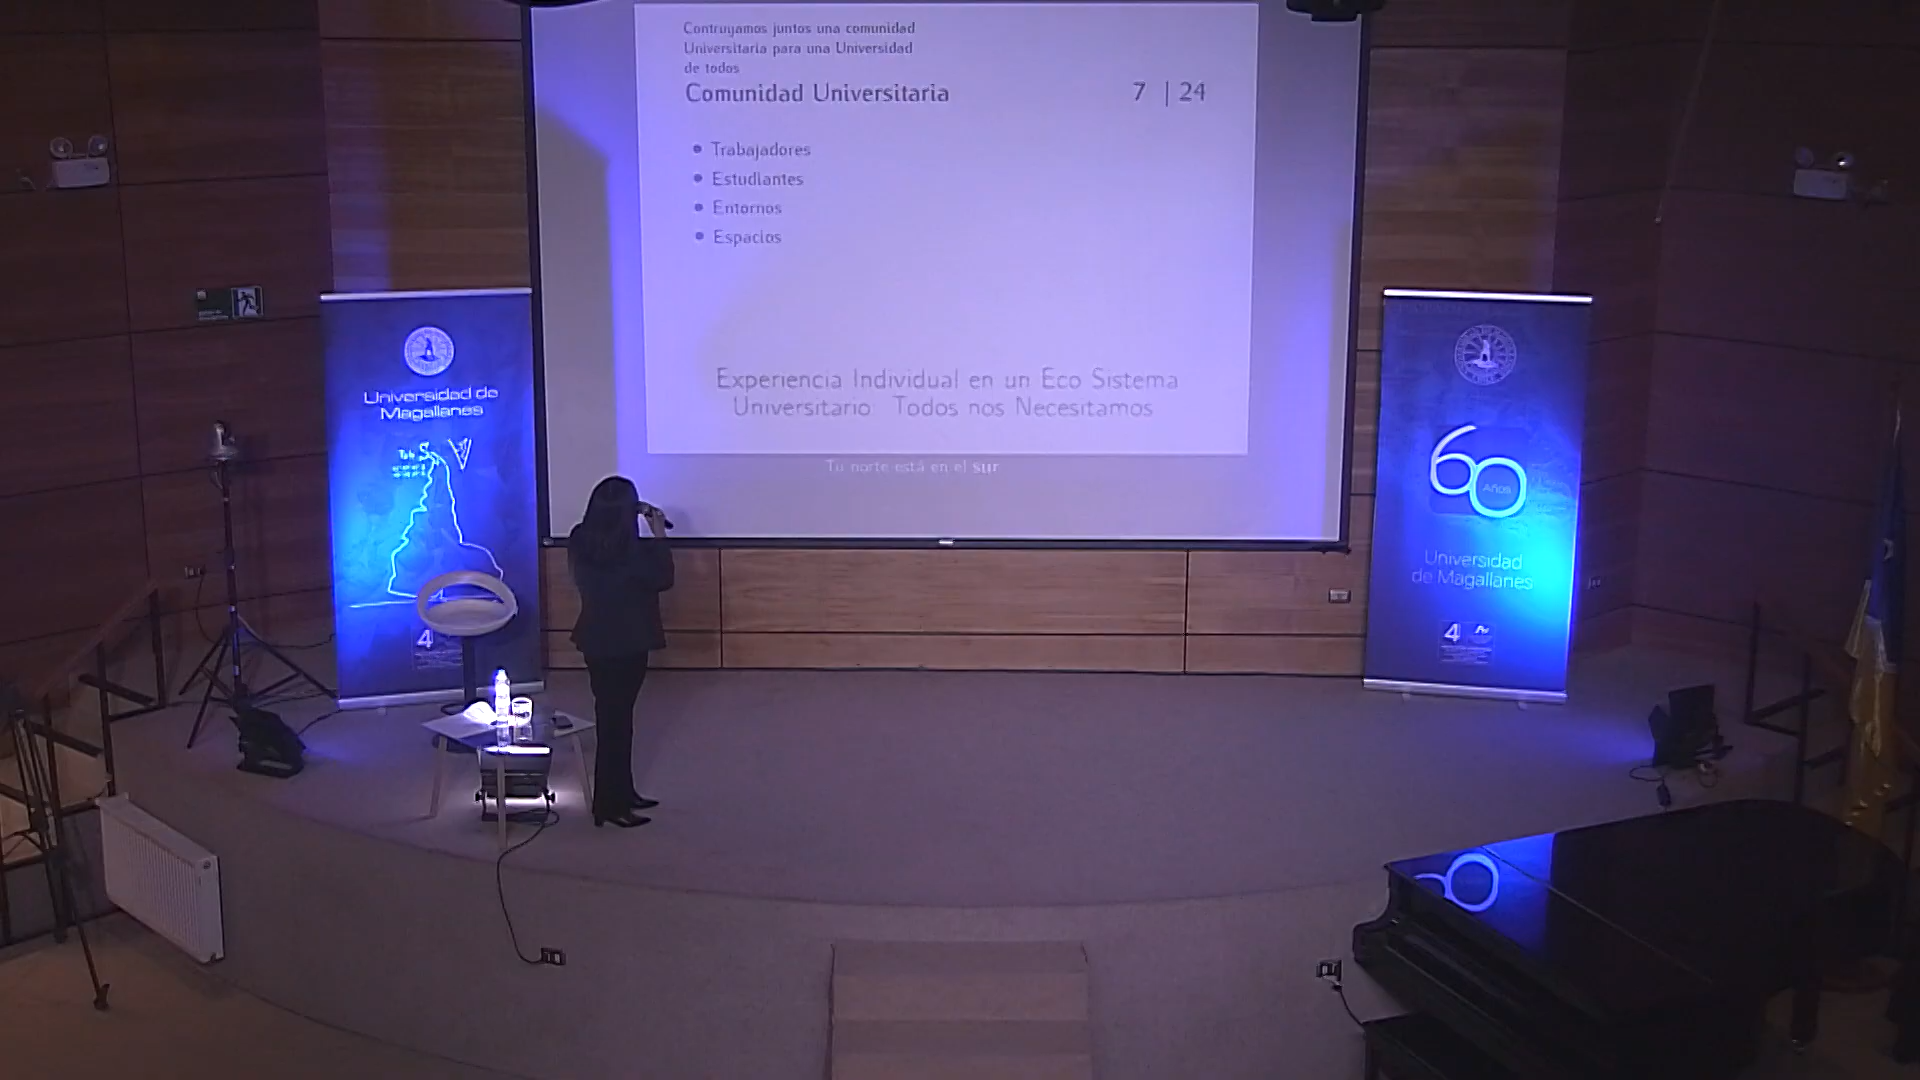 Contruyamos juntos una comunidad
Universitaria para una Universidad
de todos
Comunidad Universitaria
7 | 24
• Trabajadores
• Estudiantes
• Entornos
• Espacios
Experiencia Individual en un Eco Sistema
Universitario Todos nos Necesitamos
Tu norte está en el sur
Universidad de
Magallanes
4
60
Años
Universidad
de Magallanes
4